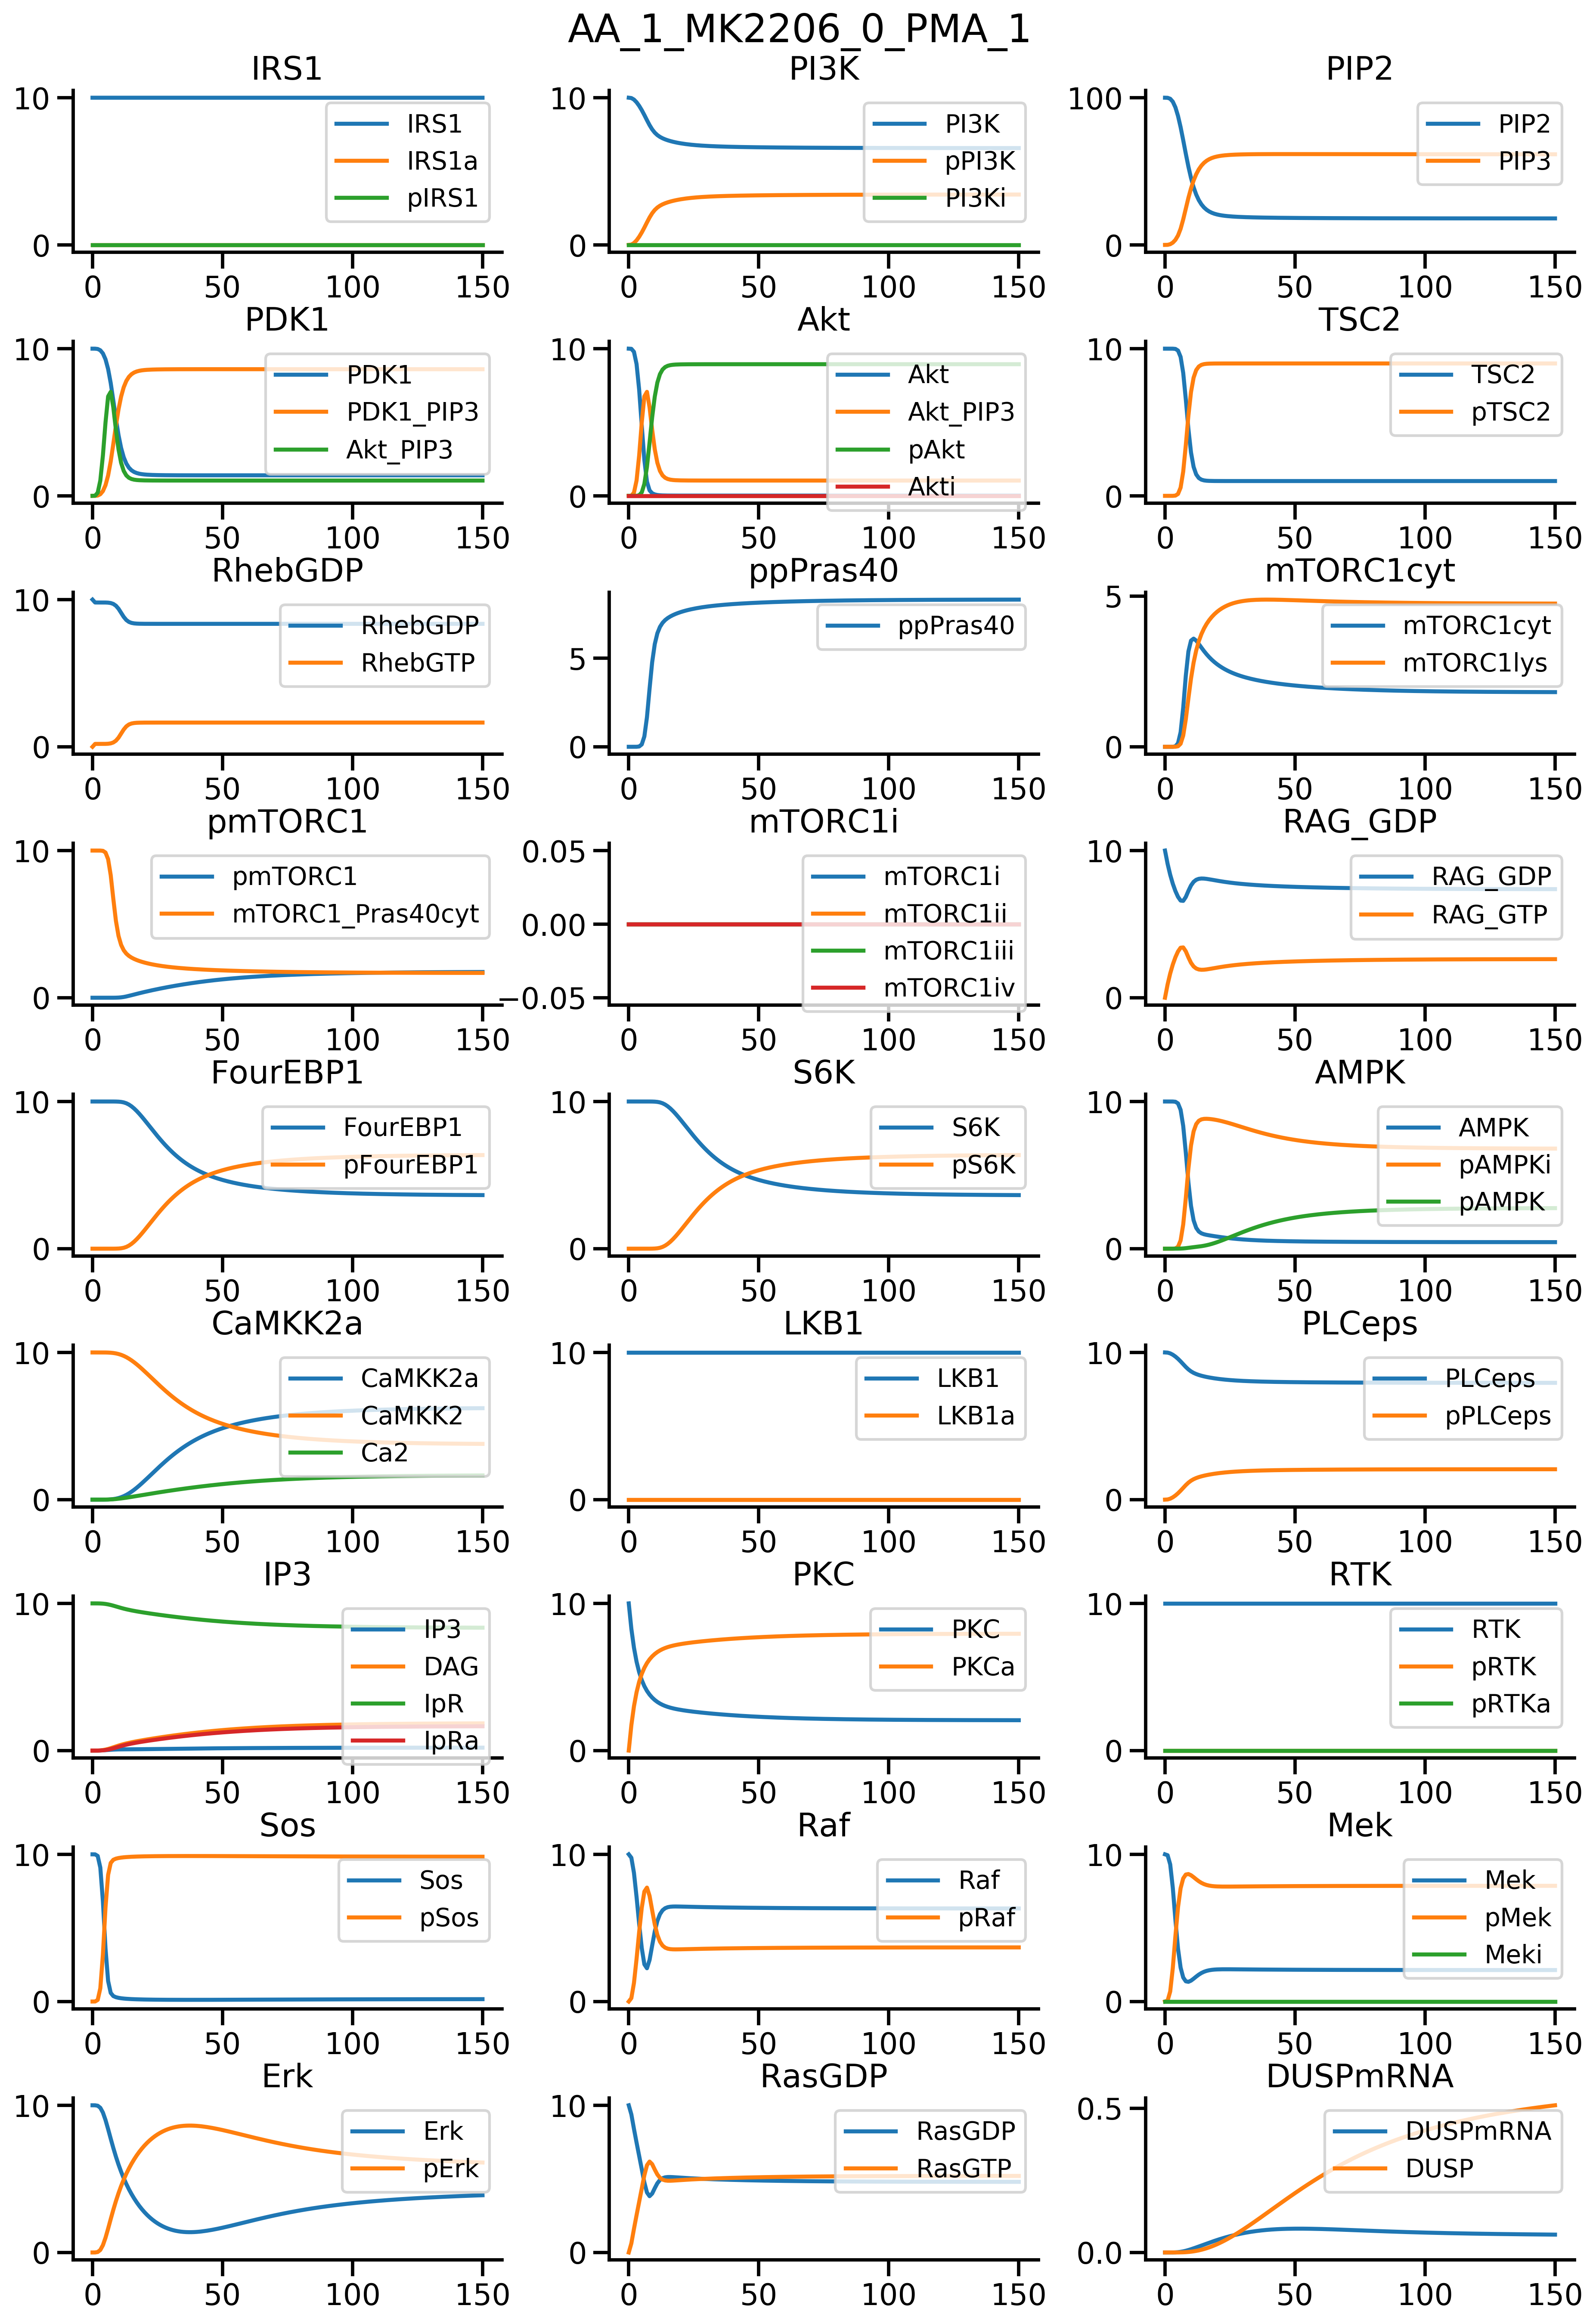 AA_1_MK2206_0_PMA_1
IRS1
10
0
0 50 100 150
IRS1
IRS1a
pIRS1
PI3K
10
0
0 50 100 150
PI3K
pPI3K
PI3Ki
PIP2
100
0
0 50 100 150
PIP2
PIP3
PDK1
10
0
0 50 100 150
PDK1
PDK1_PIP3
Akt_PIP3
Akt
10
0
0 50 100 150
Akt
Akt_PIP3
pAkt
Akti
TSC2
10
0
0 50 100 150
TSC2
pTSC2
RhebGDP
10
0
0 50 100 150
RhebGDP
RhebGTP
ppPras40
5
0
0 50 100 150
ppPras40
mTORC1cyt
5
0
0 50 100 150
mTORC1cyt
mTORC1lys
pmTORC1
10
0
0 50 100 150
pmTORC1
mTORC1_Pras40cyt
mTORC1i
0.05
0.00
−0.05
0 50 100 150
mTORC1i
mTORC1ii
mTORC1iii
mTORC1iv
RAG_GDP
10
0
0 50 100 150
RAG_GDP
RAG_GTP
FourEBP1
10
0
0 50 100 150
FourEBP1
pFourEBP1
S6K
10
0
0 50 100 150
S6K
pS6K
AMPK
10
0
0 50 100 150
AMPK
pAMPKi
pAMPK
CaMKK2a
10
0
0 50 100 150
CaMKK2a
CaMKK2
Ca2
LKB1
10
0
0 50 100 150
LKB1
LKB1a
PLCeps
10
0
0 50 100 150
PLCeps
pPLCeps
IP3
10
0
0 50 100 150
IP3
DAG
IpR
IpRa
PKC
10
0
0 50 100 150
PKC
PKCa
RTK
10
0
0 50 100 150
RTK
pRTK
pRTKa
Sos
10
0
0 50 100 150
Sos
pSos
Raf
10
0
0 50 100 150
Raf
pRaf
Mek
10
0
0 50 100 150
Mek
pMek
Meki
Erk
10
0
0 50 100 150
Erk
pErk
RasGDP
10
0
0 50 100 150
RasGDP
RasGTP
DUSPmRNA
0.5
0.0
0 50 100 150
DUSPmRNA
DUSP